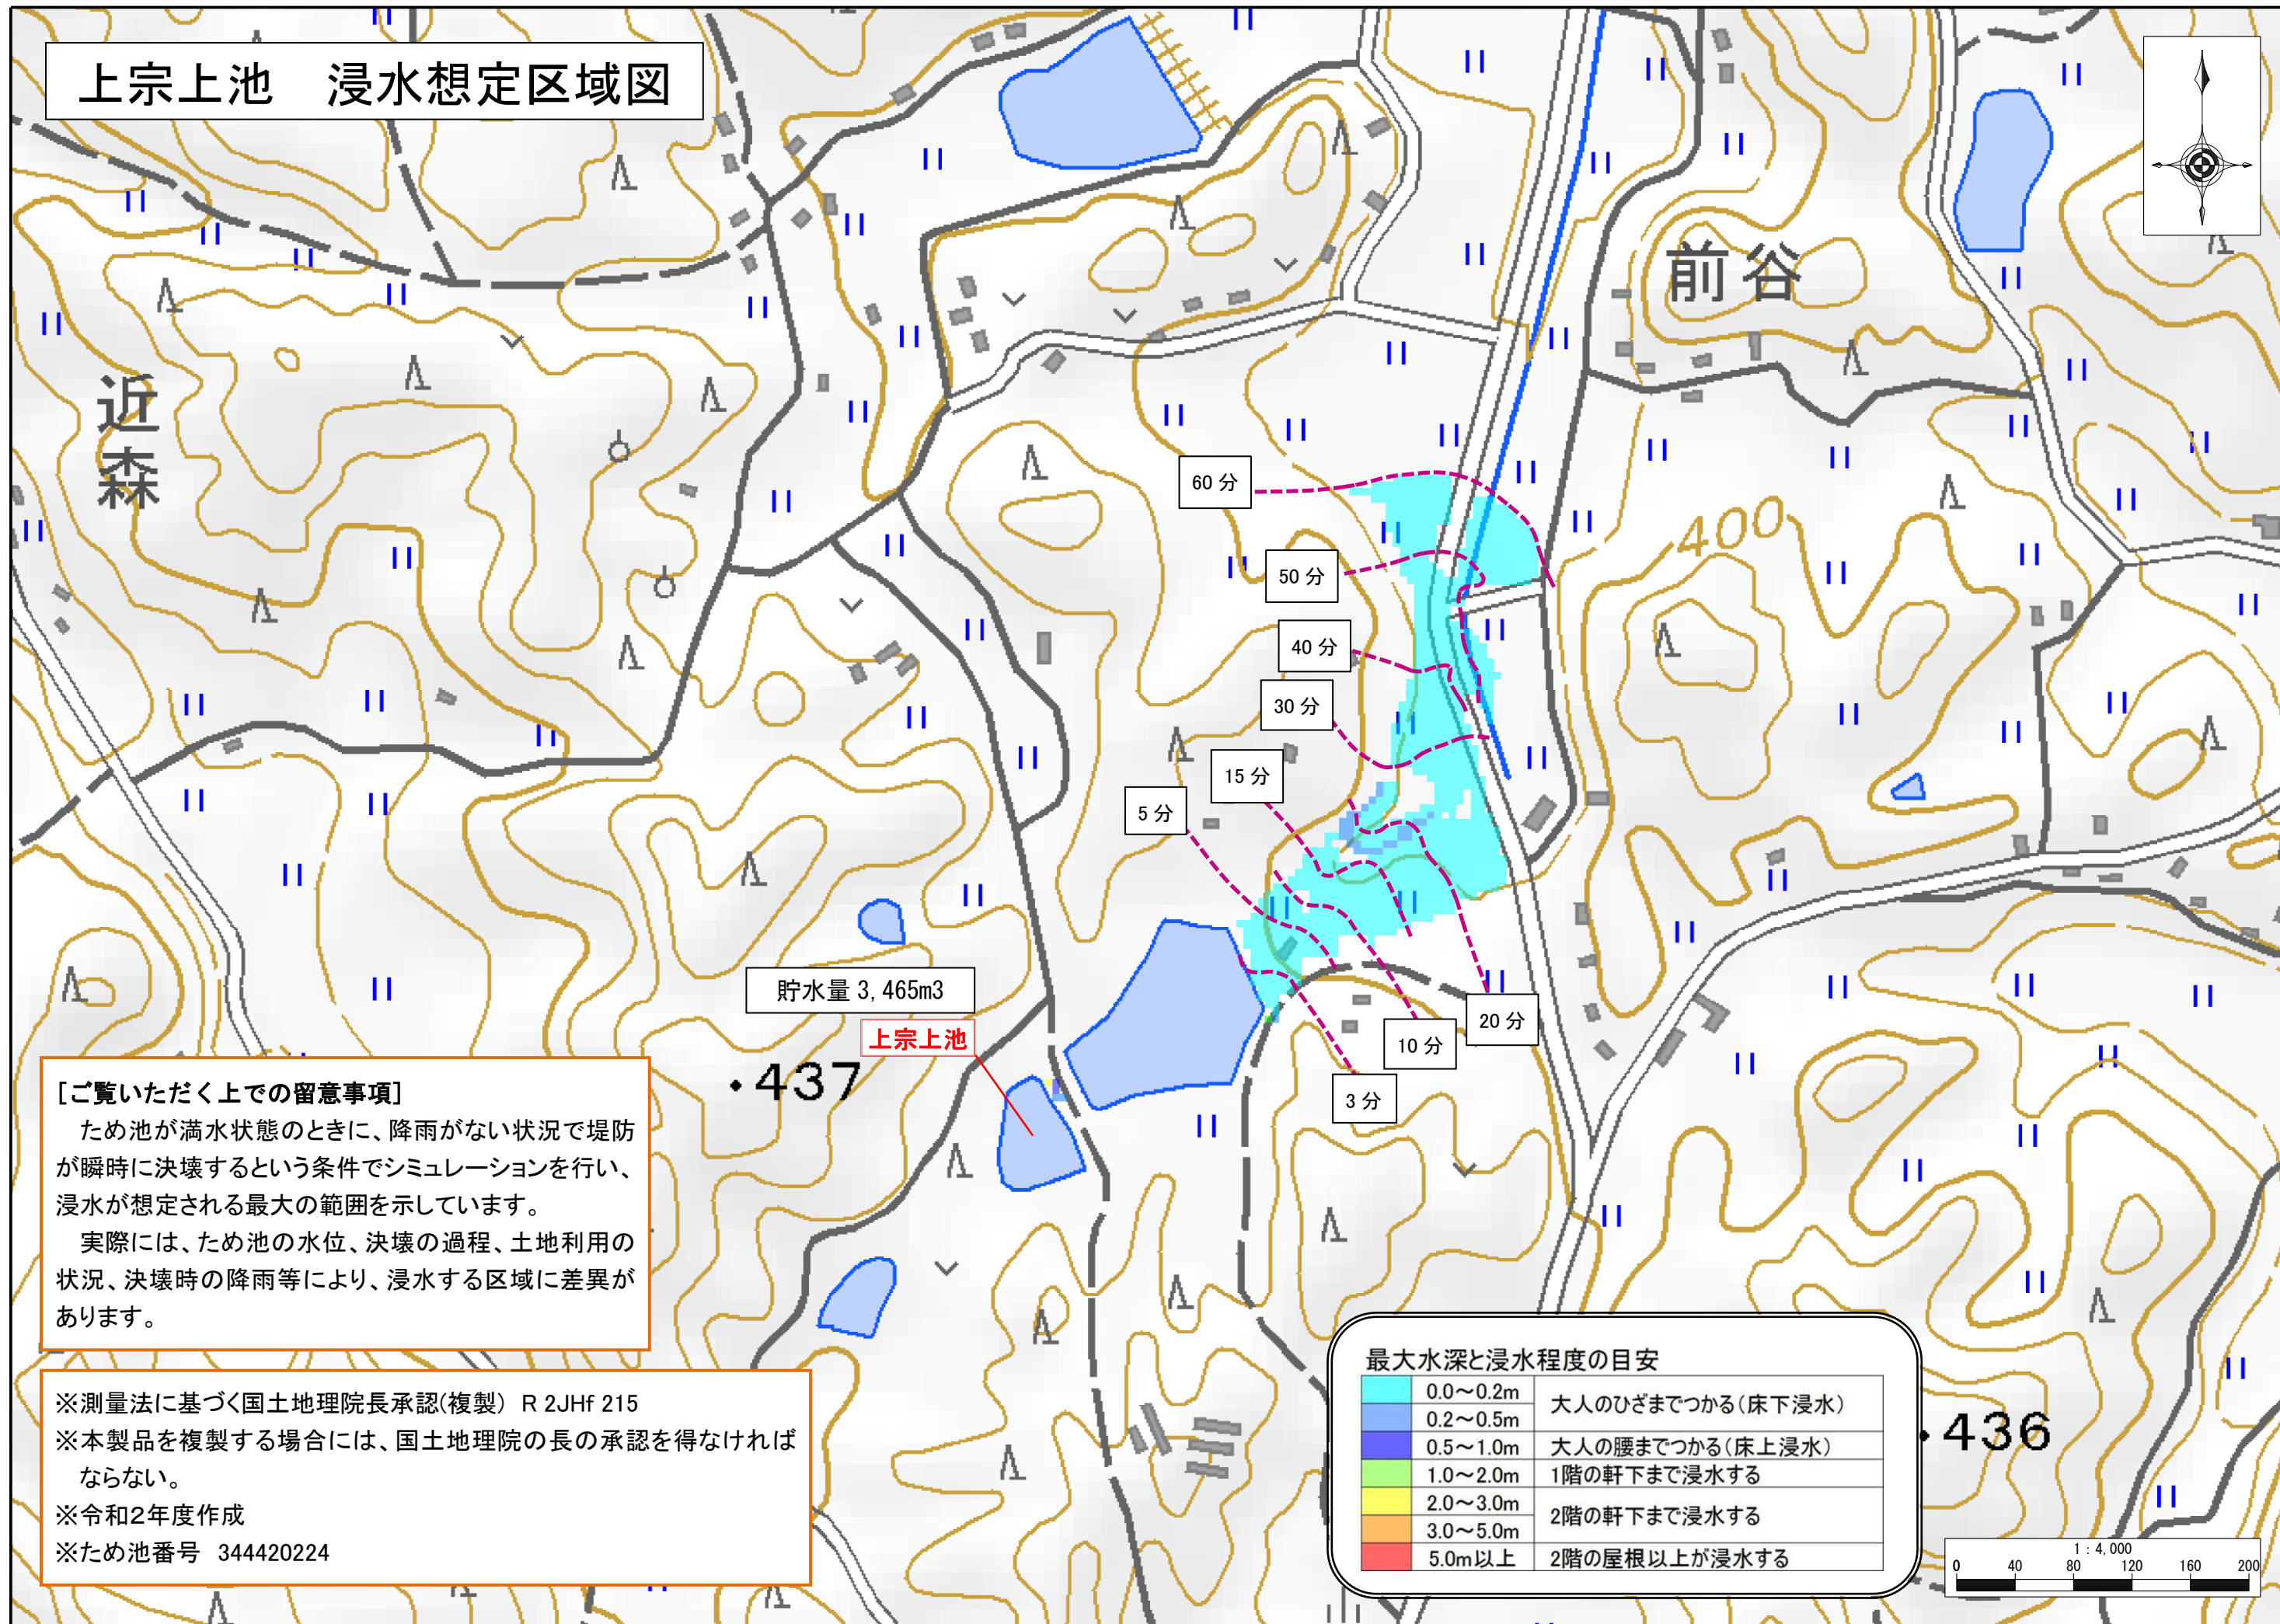 上宗上池　浸水想定区域図
前谷
近森
400
60 分
50 分
40 分
30 分
15 分
5 分
20 分
10 分
3 分
貯水量 3,465m3
上宗上池
・437
・436
[ご覧いただく上での留意事項]
ため池が満水状態のときに、降雨がない状況で堤防
が瞬時に決壊するという条件でシミュレーションを行い、
浸水が想定される最大の範囲を示しています。
実際には、ため池の水位、決壊の過程、土地利用の
状況、決壊時の降雨等により、浸水する区域に差異が
あります。
※測量法に基づく国土地理院長承認(複製) R 2JHf 215
※本製品を複製する場合には、国土地理院の長の承認を得なければ
ならない。
※令和2年度作成
※ため池番号 344420224
最大水深と浸水程度の目安
0.0～0.2m 大人のひざまでつかる(床下浸水)
0.2～0.5m
0.5～1.0m 大人の腰までつかる(床上浸水)
1.0～2.0m 1階の軒下まで浸水する
2.0～3.0m 2階の軒下まで浸水する
3.0～5.0m
5.0m以上 2階の屋根以上が浸水する
1：4,000
0 40 80 120 160 200